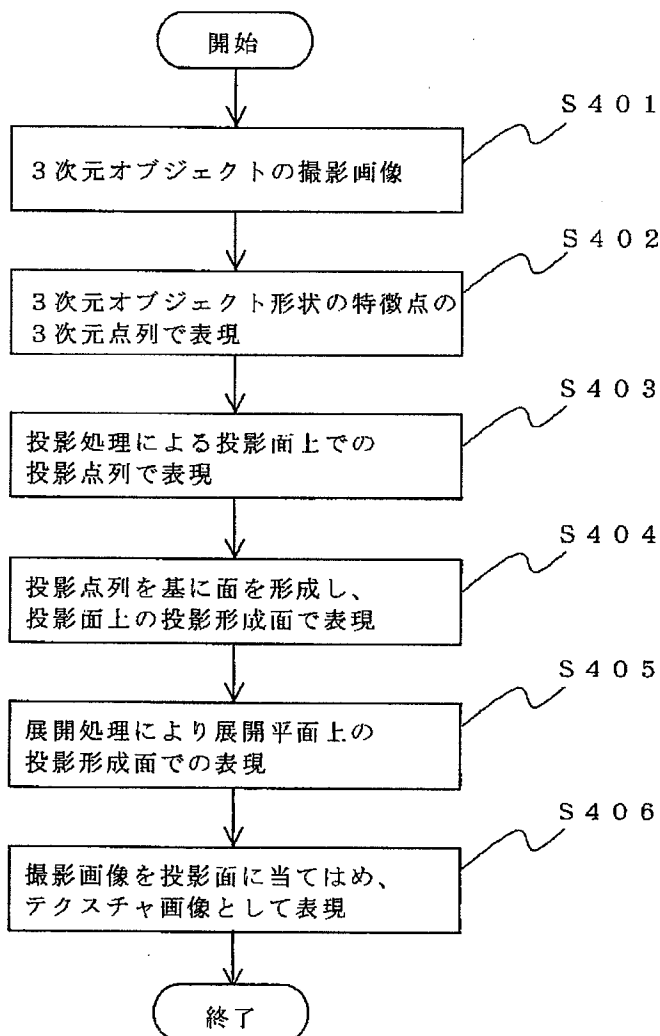 開始
S401
3次元オブジェクトの撮影画像
S402
3次元オブジェクト形状の特徴点の
3次元点列で表現
S403
投影処理による投影面上での
投影点列で表現
S404
投影点列を基に面を形成し、
投影面上の投影形成面で表現
S405
展開処理により展開平面上の
投影形成面での表現
S406
撮影画像を投影面に当てはめ、
テクスチャ画像として表現
終了